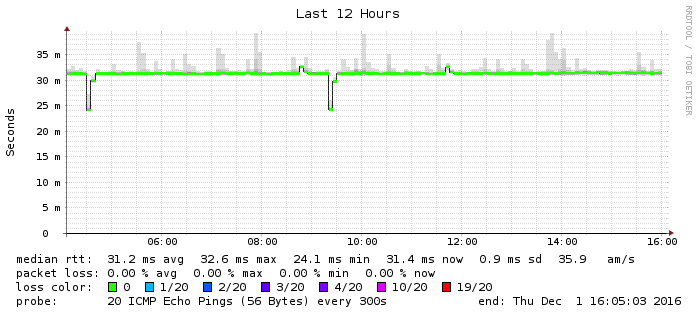 Last 12 Hours
RRDTOOL / TOBI OETIKER
Seconds
35 m
30 m
25 m
20 m
15 m
10 m
5 m
0
06:00 08:00 10:00 12:00 14:00 16:00
median rtt: 31.2 ms avg 32.6 ms max 24.1 ms min 31.4 ms now 0.9 ms sd 35.9 am/s
packet loss: 0.00 % avg 0.00 % max 0.00 % min 0.00 % now
loss color: 0 1/20 2/20 3/20 4/20 10/20 19/20
probe: 20 ICMP Echo Pings (56 Bytes) every 300s end: Thu Dec 1 16:05:03 2016